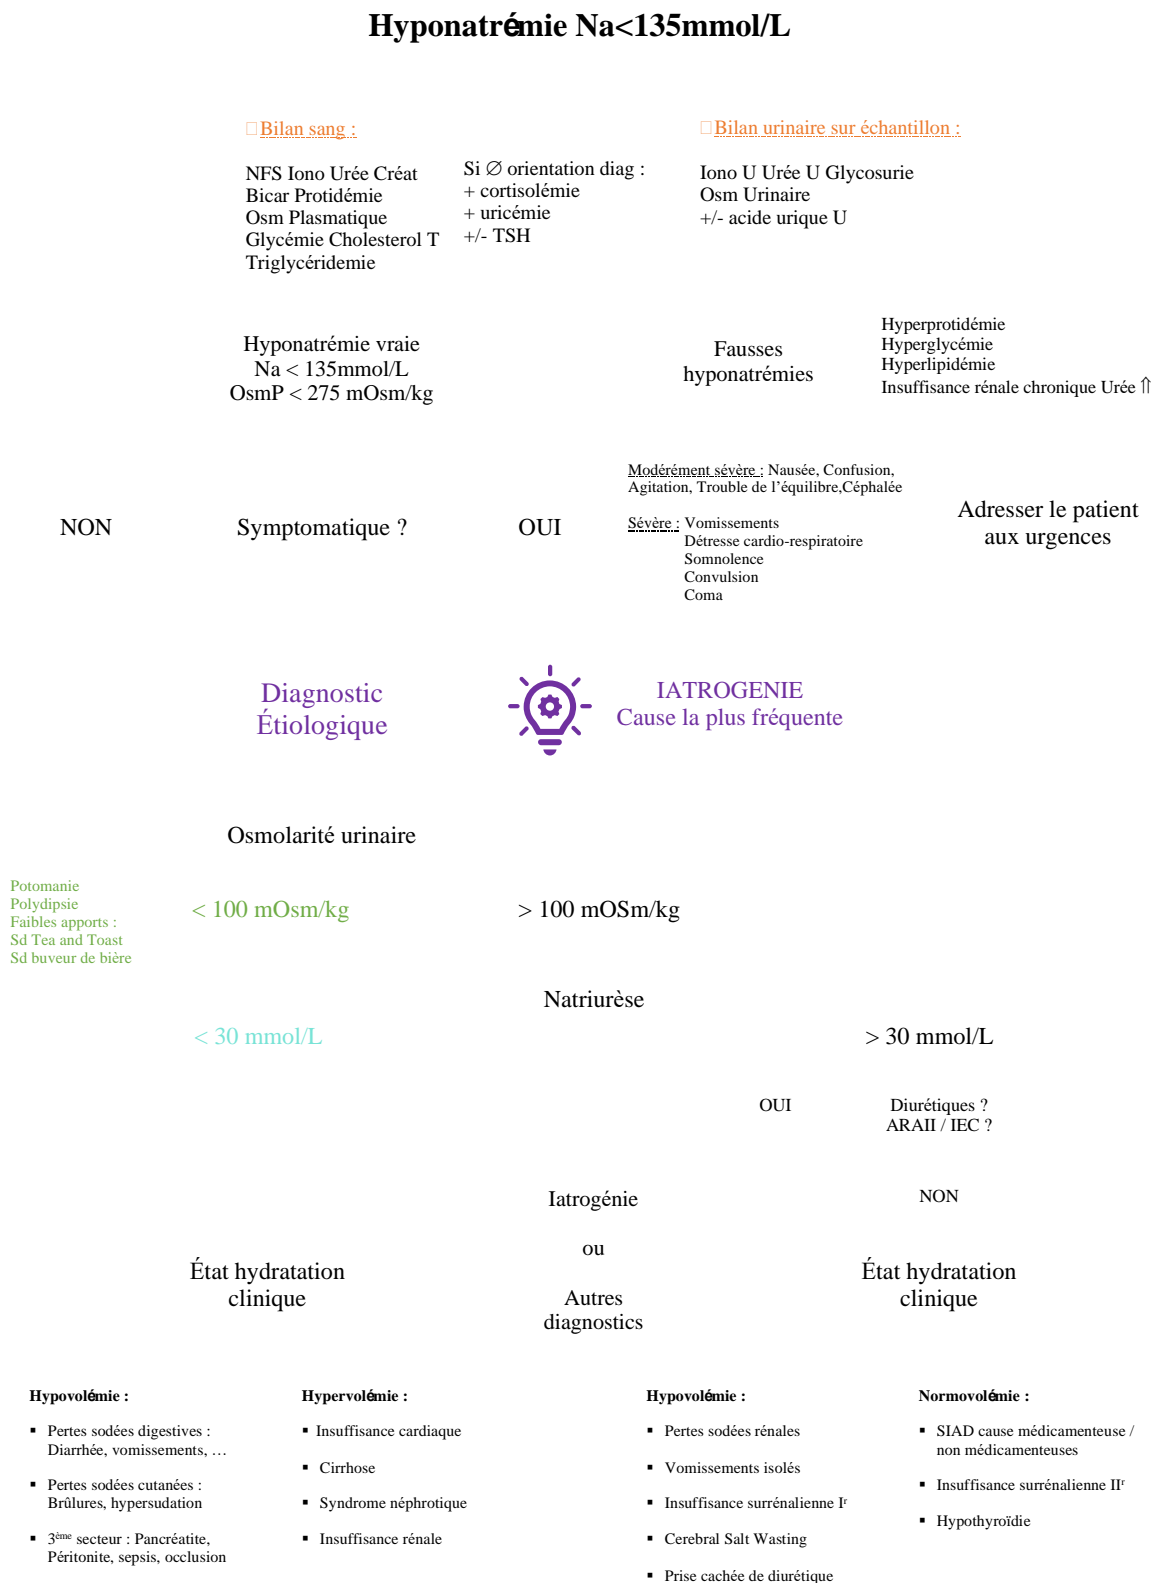 Hyponatrémie Na<135mmol/L
Bilan sang :
NFS Iono Urée Créat
Bicar Protidémie
Osm Plasmatique
Glycémie Cholesterol T
Triglycéridemie
Si ∅ orientation diag :
+ cortisolémie
+ uricémie
+/- TSH
Bilan urinaire sur échantillon :
Iono U Urée U Glycosurie
Osm Urinaire
+/- acide urique U
Hyponatrémie vraie
Na < 135mmol/L
OsmP < 275 mOsm/kg
Fausses
hyponatrémies
Hyperprotidémie
Hyperglycémie
Hyperlipidémie
Insuffisance rénale chronique Urée ⇑
NON
Symptomatique ?
OUI
Modérément sévère : Nausée, Confusion,
Agitation, Trouble de l’équilibre,Céphalée
Sévère : Vomissements
Détresse cardio-respiratoire
Somnolence
Convulsion
Coma
Adresser le patient
aux urgences
Diagnostic
Étiologique
IATROGENIE
Cause la plus fréquente
Osmolarité urinaire
Potomanie
Polydipsie
Faibles apports :
Sd Tea and Toast
Sd buveur de bière
< 100 mOsm/kg
> 100 mOSm/kg
Natriurèse
< 30 mmol/L
> 30 mmol/L
OUI
Diurétiques ?
ARAII / IEC ?
Iatrogénie
ou
Autres
diagnostics
NON
État hydratation
clinique
État hydratation
clinique
Hypovolémie :
▪ Pertes sodées digestives :
Diarrhée, vomissements, …
▪ Pertes sodées cutanées :
Brûlures, hypersudation
▪ 3ème secteur : Pancréatite,
Péritonite, sepsis, occlusion
Hypervolémie :
▪ Insuffisance cardiaque
▪ Cirrhose
▪ Syndrome néphrotique
▪ Insuffisance rénale
Hypovolémie :
▪ Pertes sodées rénales
▪ Vomissements isolés
▪ Insuffisance surrénalienne Ir
▪ Cerebral Salt Wasting
▪ Prise cachée de diurétique
Normovolémie :
▪ SIAD cause médicamenteuse /
non médicamenteuses
▪ Insuffisance surrénalienne IIr
▪ Hypothyroïdie